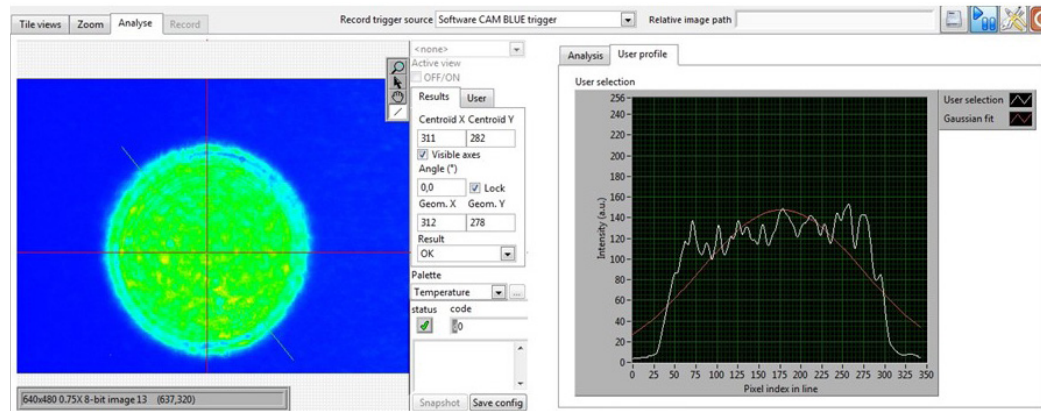 Tile views Zoom Analyse Record
Record trigger source Software CAM BLUE trigger Relative image path
<none>
Active view
OFF/ON
Results User
Centroïd X Centroïd Y
311 282
Visible axes
Angle (°)
0,0 Lock
Geom. X Geom. Y
312 278
Result
OK
Palette
Temperature ...
status code
0
Snapshot Save config
640x480 0.75X 8-bit image 13 (637,320)
Analysis User profile
User selection
256
240
220
200
180
160
140
120
100
80
60
40
20
0
Intensity (a.u.)
0 25 50 75 100 125 150 175 200 225 250 275 300 325 350
Pixel index in line
User selection
Gaussian fit